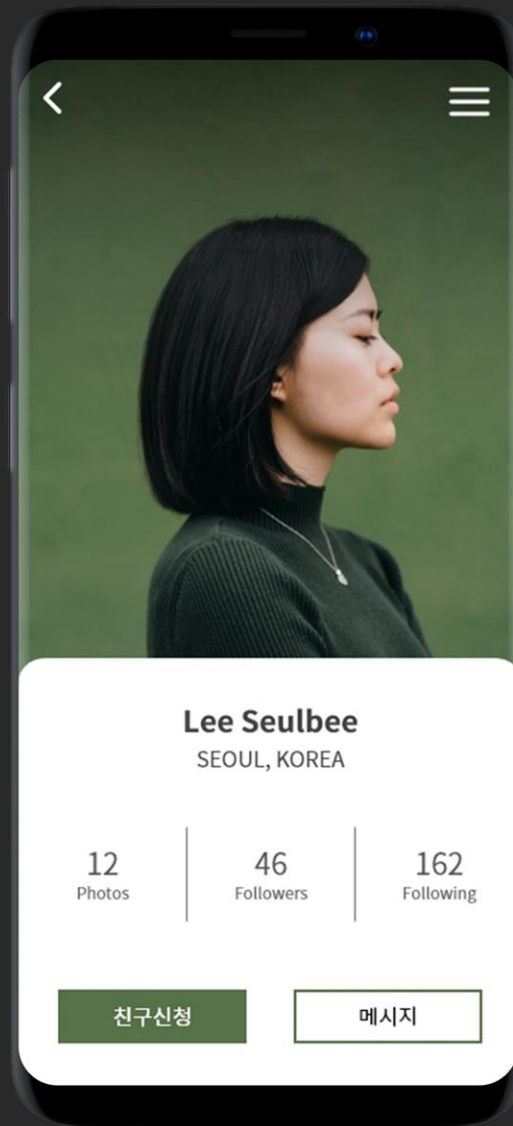 Lee Seulbee
SEOUL, KOREA
12 46 162
Photos Followers Following
친구신청 메시지